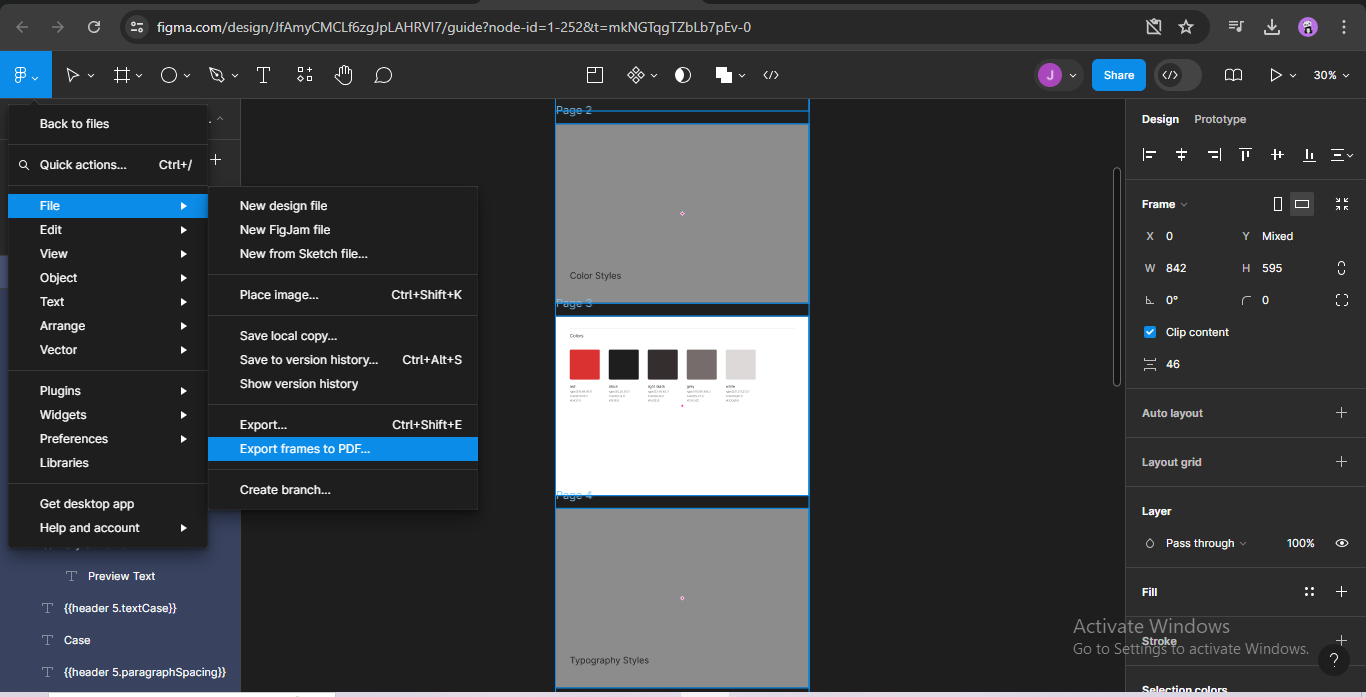 figma.com/design/JfAmyCMCLf6zgJpLAHRVI7/guide?node-id=1-252&t=mkNGTqgTZbLb7pEv-0
J
Share
30%
Back to files
Quick actions... Ctrl+/
File
Edit
View
Object
Text
Arrange
Vector
Plugins
Widgets
Preferences
Libraries
Get desktop app
Help and account
New design file
New FigJam file
New from Sketch file...
Place image... Ctrl+Shift+K
Save local copy...
Save to version history... Ctrl+Alt+S
Show version history
Export... Ctrl+Shift+E
Export frames to PDF...
Create branch...
Preview Text
{{header 5.textCase}}
Case
{{header 5.paragraphSpacing}}
Page 2
Color Styles
Page 3
Colors
red black light black grey white
Page 4
Typography Styles
Design Prototype
Frame
X 0 Y Mixed
W 842 H 595
0° 0
Clip content
46
Auto layout
Layout grid
Layer
Pass through 100%
Fill
Stroke
Selection colors
Activate Windows
Go to Settings to activate Windows.
?